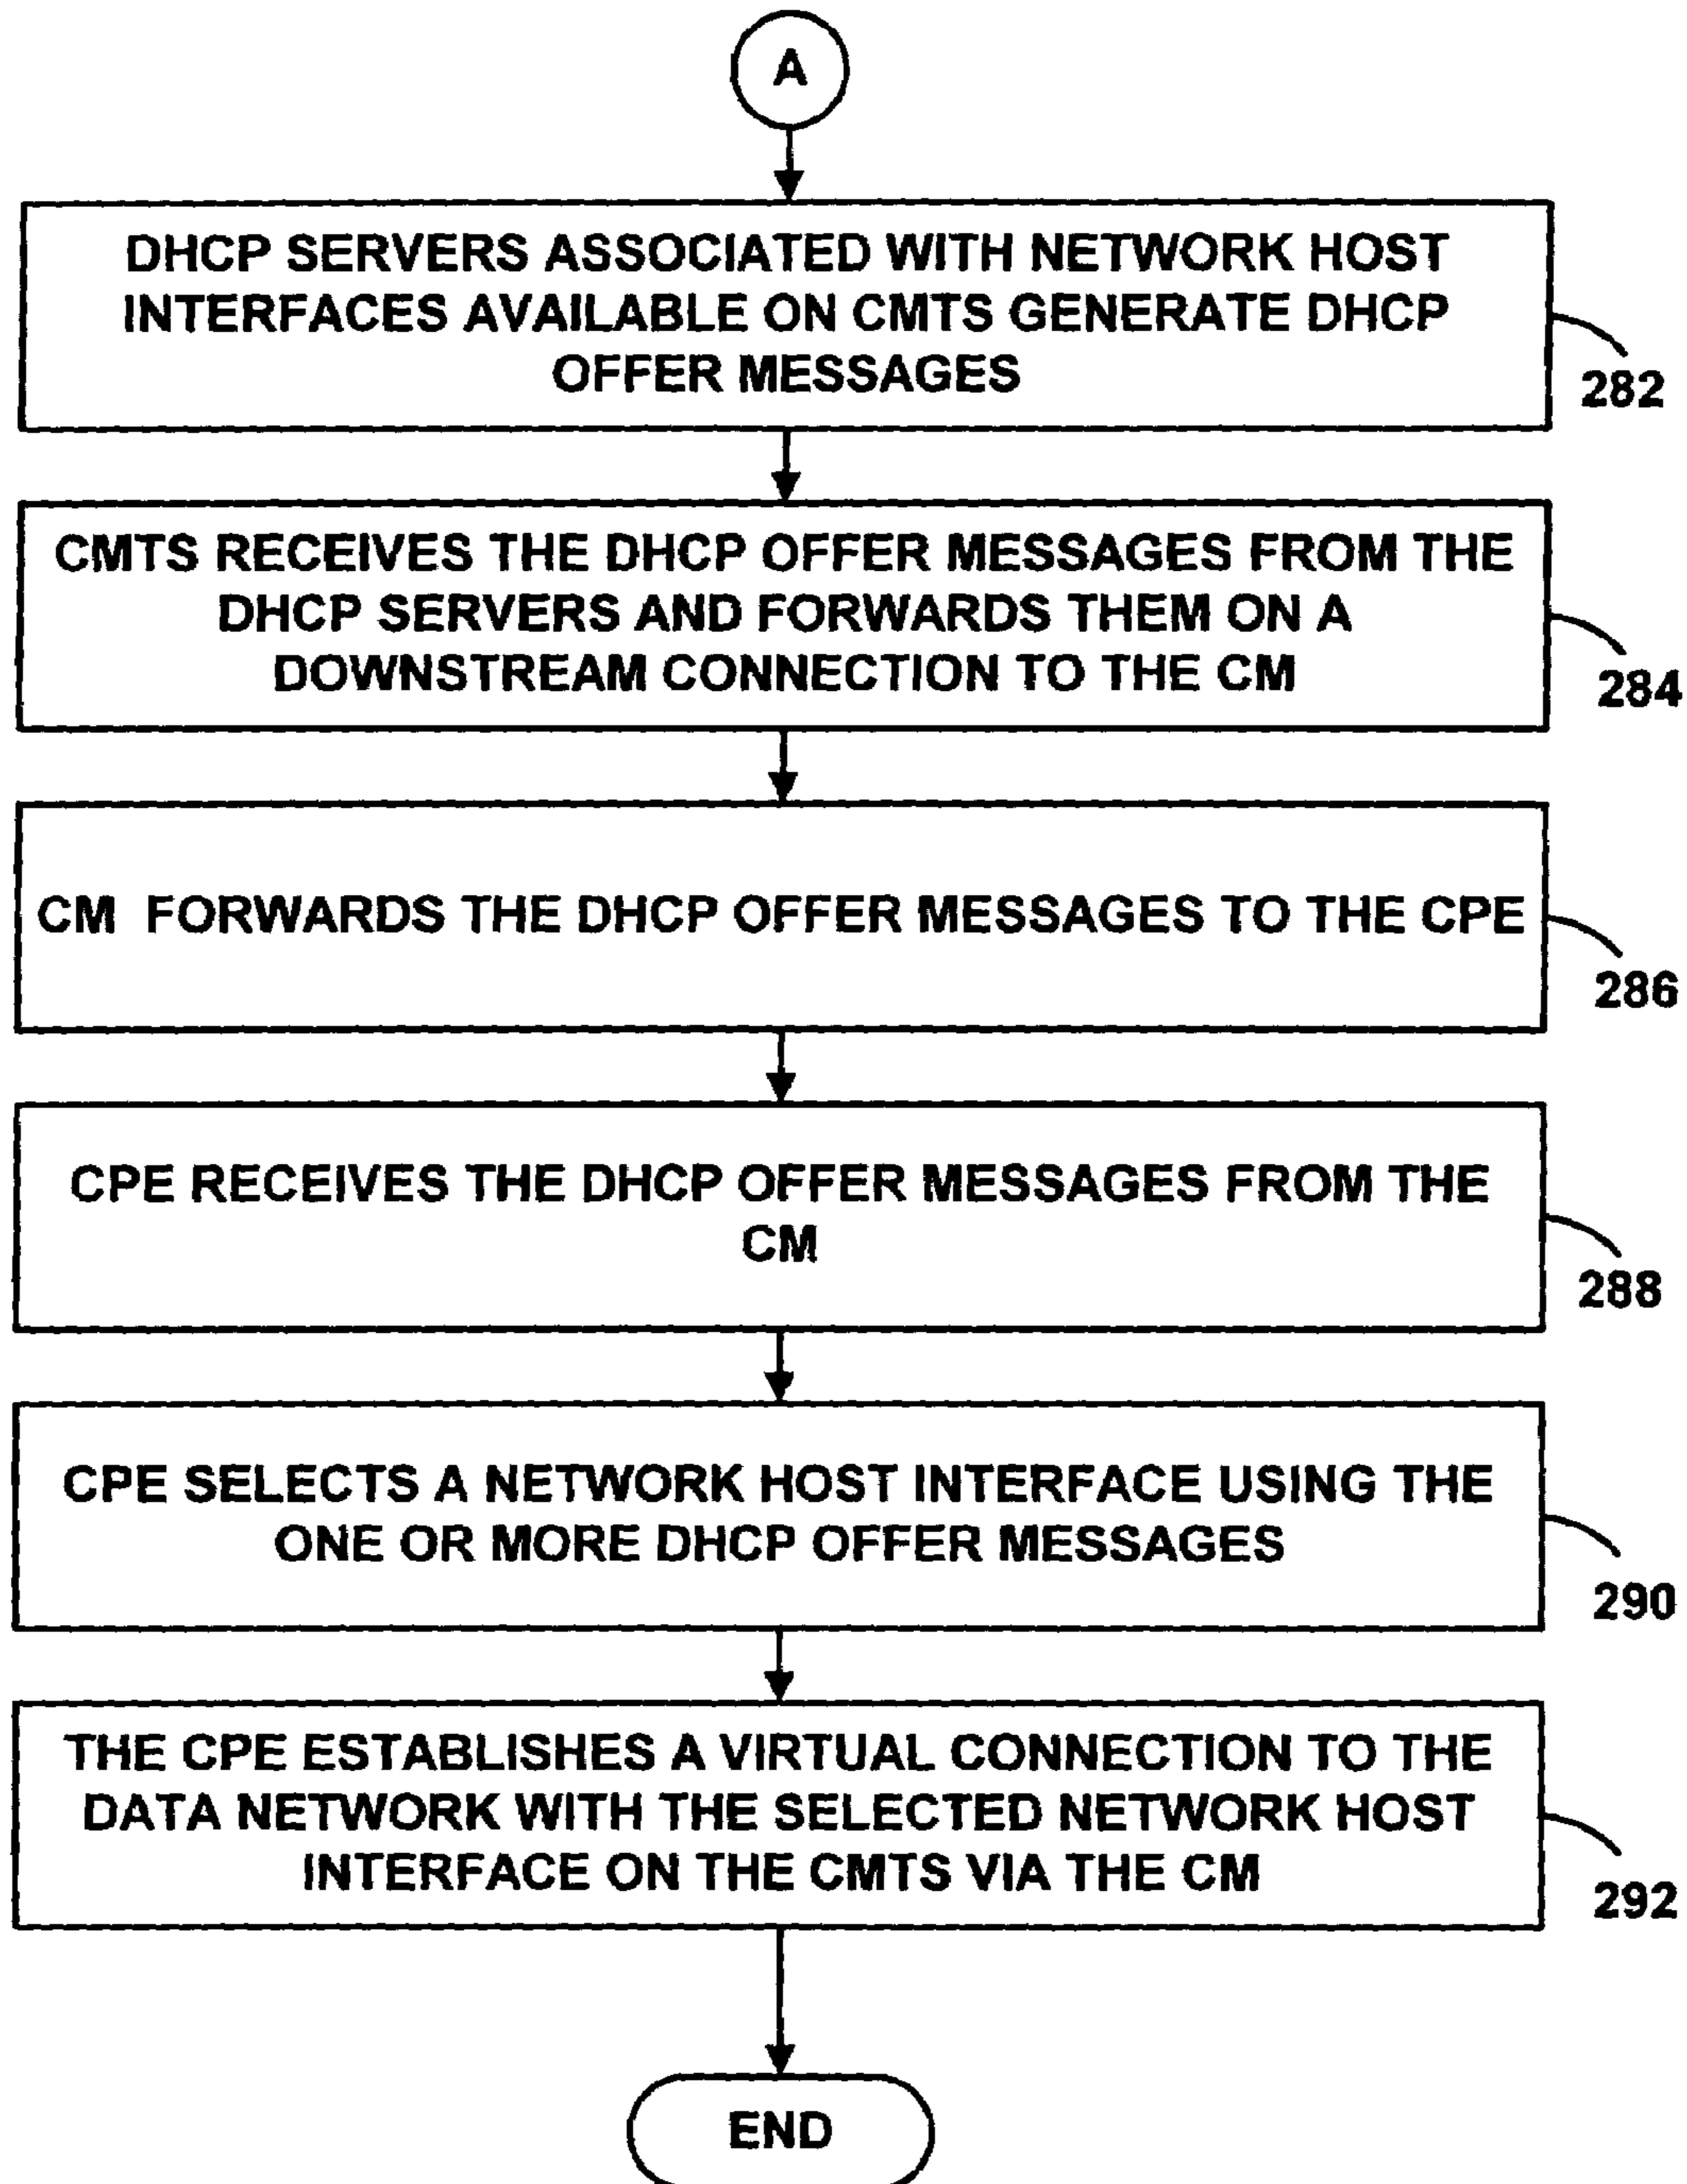 A
DHCP SERVERS ASSOCIATED WITH NETWORK HOST
INTERFACES AVAILABLE ON CMTS GENERATE DHCP
OFFER MESSAGES
282
CMTS RECEIVES THE DHCP OFFER MESSAGES FROM THE
DHCP SERVERS AND FORWARDS THEM ON A
DOWNSTREAM CONNECTION TO THE CM
284
CM FORWARDS THE DHCP OFFER MESSAGES TO THE CPE
286
CPE RECEIVES THE DHCP OFFER MESSAGES FROM THE
CM
288
CPE SELECTS A NETWORK HOST INTERFACE USING THE
ONE OR MORE DHCP OFFER MESSAGES
290
THE CPE ESTABLISHES A VIRTUAL CONNECTION TO THE
DATA NETWORK WITH THE SELECTED NETWORK HOST
INTERFACE ON THE CMTS VIA THE CM
292
END